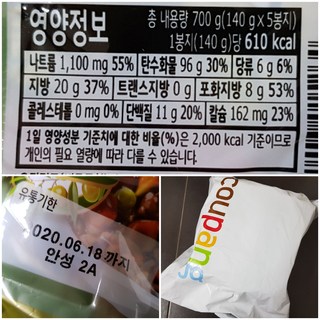 영양정보
총 내용량 700 g(140 g x 5봉지)
1봉지(140 g)당 610 kcal
나트륨 1,100 mg 55% 탄수화물 96 g 30% 당류 6 g 6%
지방 20 g 37% 트랜스지방 0 g 포화지방 8 g 53%
콜레스테롤 0 mg 0% 단백질 11 g 20% 칼슘 162 mg 23%
1일 영양성분 기준치에 대한 비율(%)은 2,000 kcal 기준이므로
개인의 필요 열량에 따라 다를 수 있습니다.
유통기한
2020.06.18 까지
안성 2A
coupang